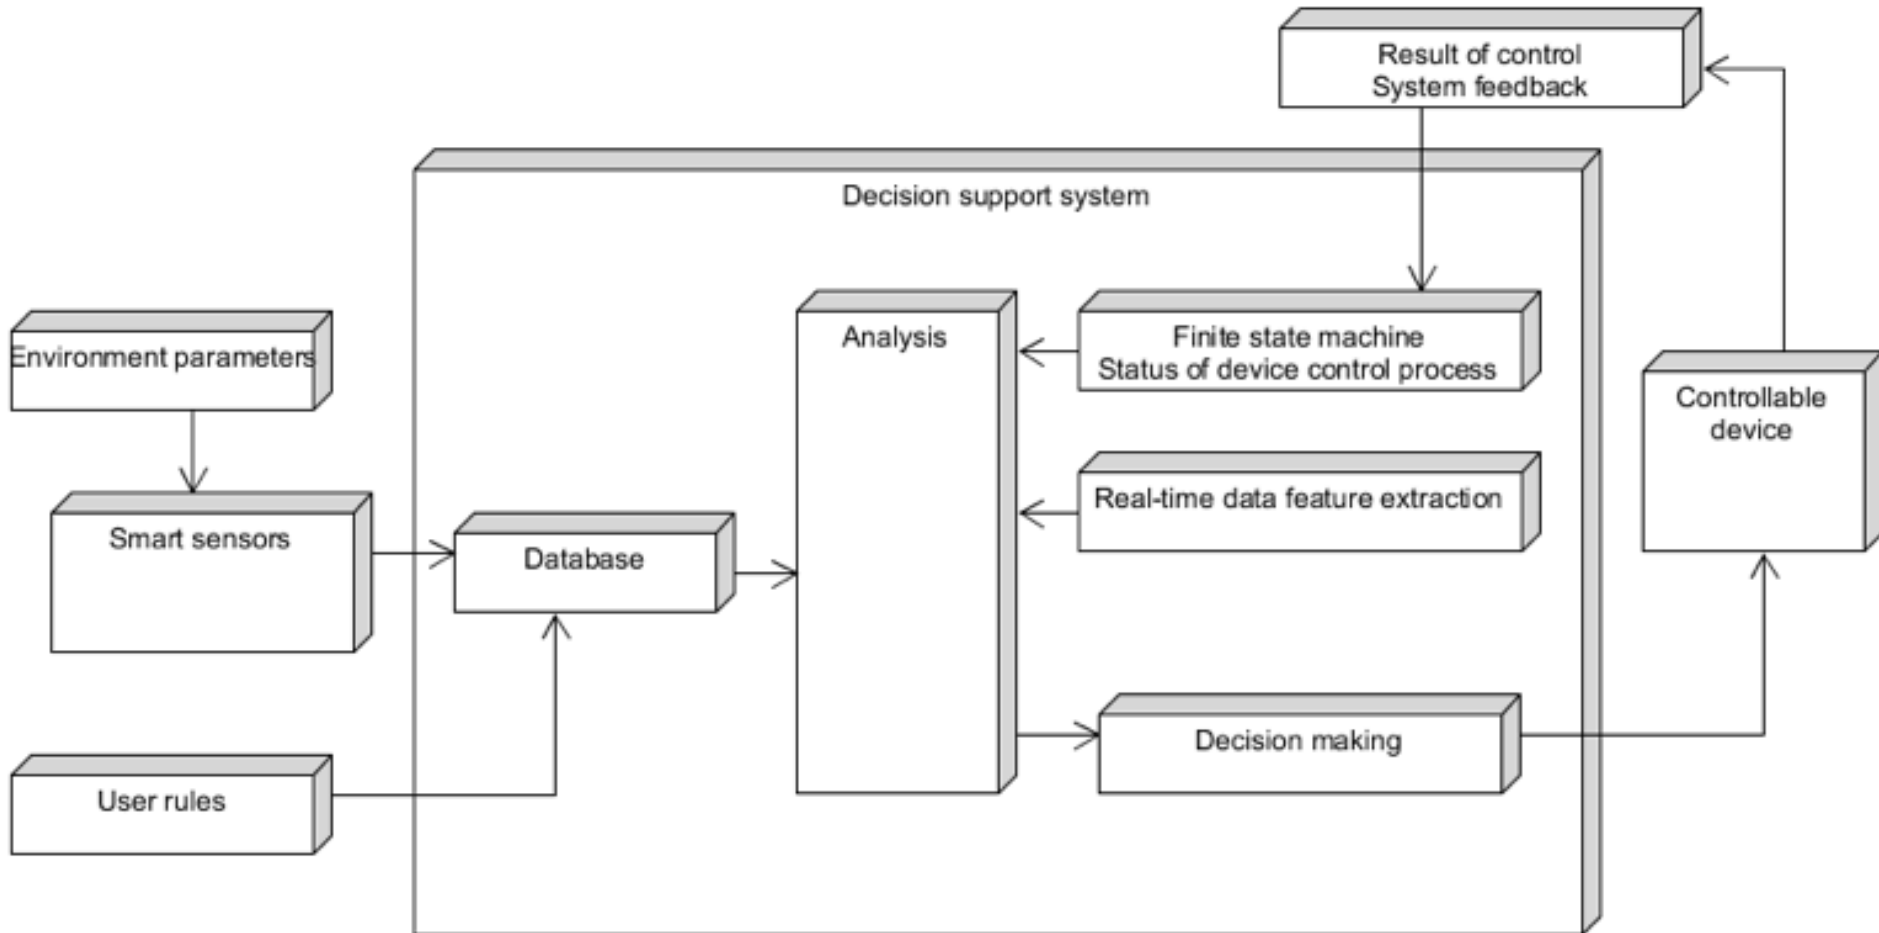 Result of control
System feedback
Decision support system
Environment parameters
Analysis
Finite state machine
Status of device control process
Controllable
device
Smart sensors
Database
Real-time data feature extraction
User rules
Decision making